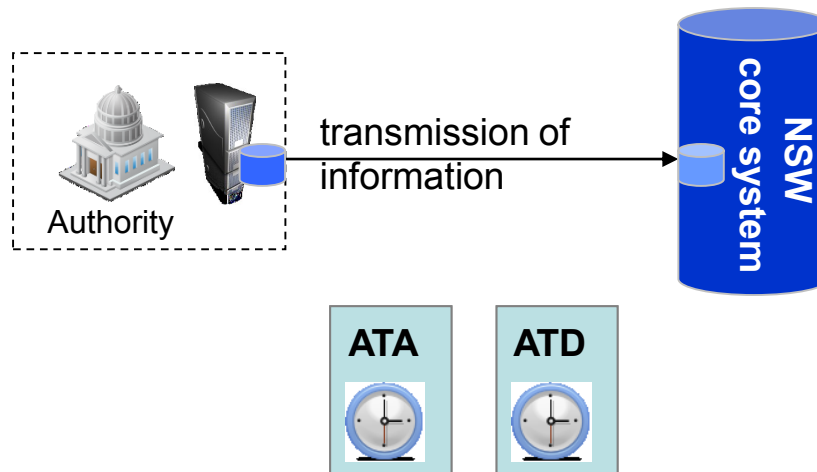 transmission of
information
Authority
NSW
core system
ATA
ATD